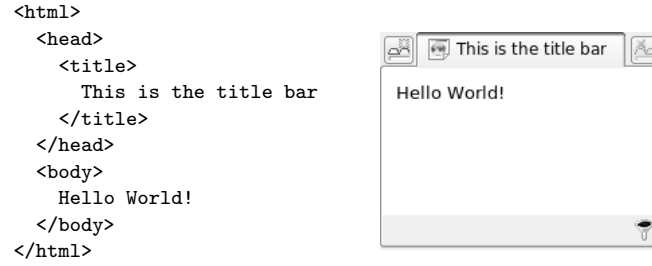 <html>
  <head>
    <title>
      This is the title bar
    </title>
  </head>
  <body>
    Hello World!
  </body>
</html>
This is the title bar
Hello World!